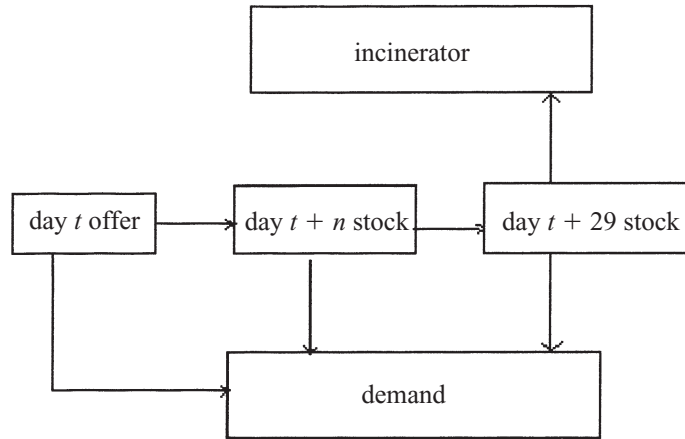 incinerator
day t offer
day t + n stock
day t + 29 stock
demand